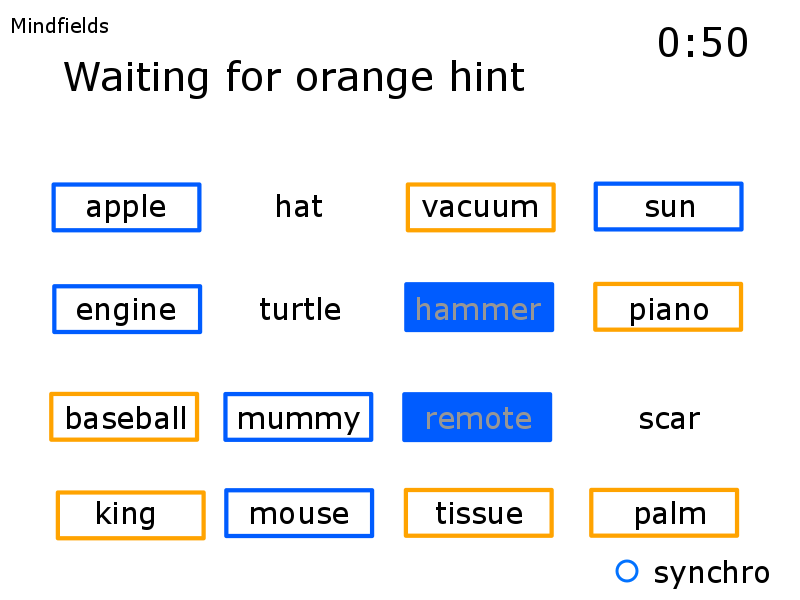 Mindfields
0:50
Waiting for orange hint
apple hat vacuum sun
engine turtle hammer piano
baseball mummy remote scar
king mouse tissue palm
synchro